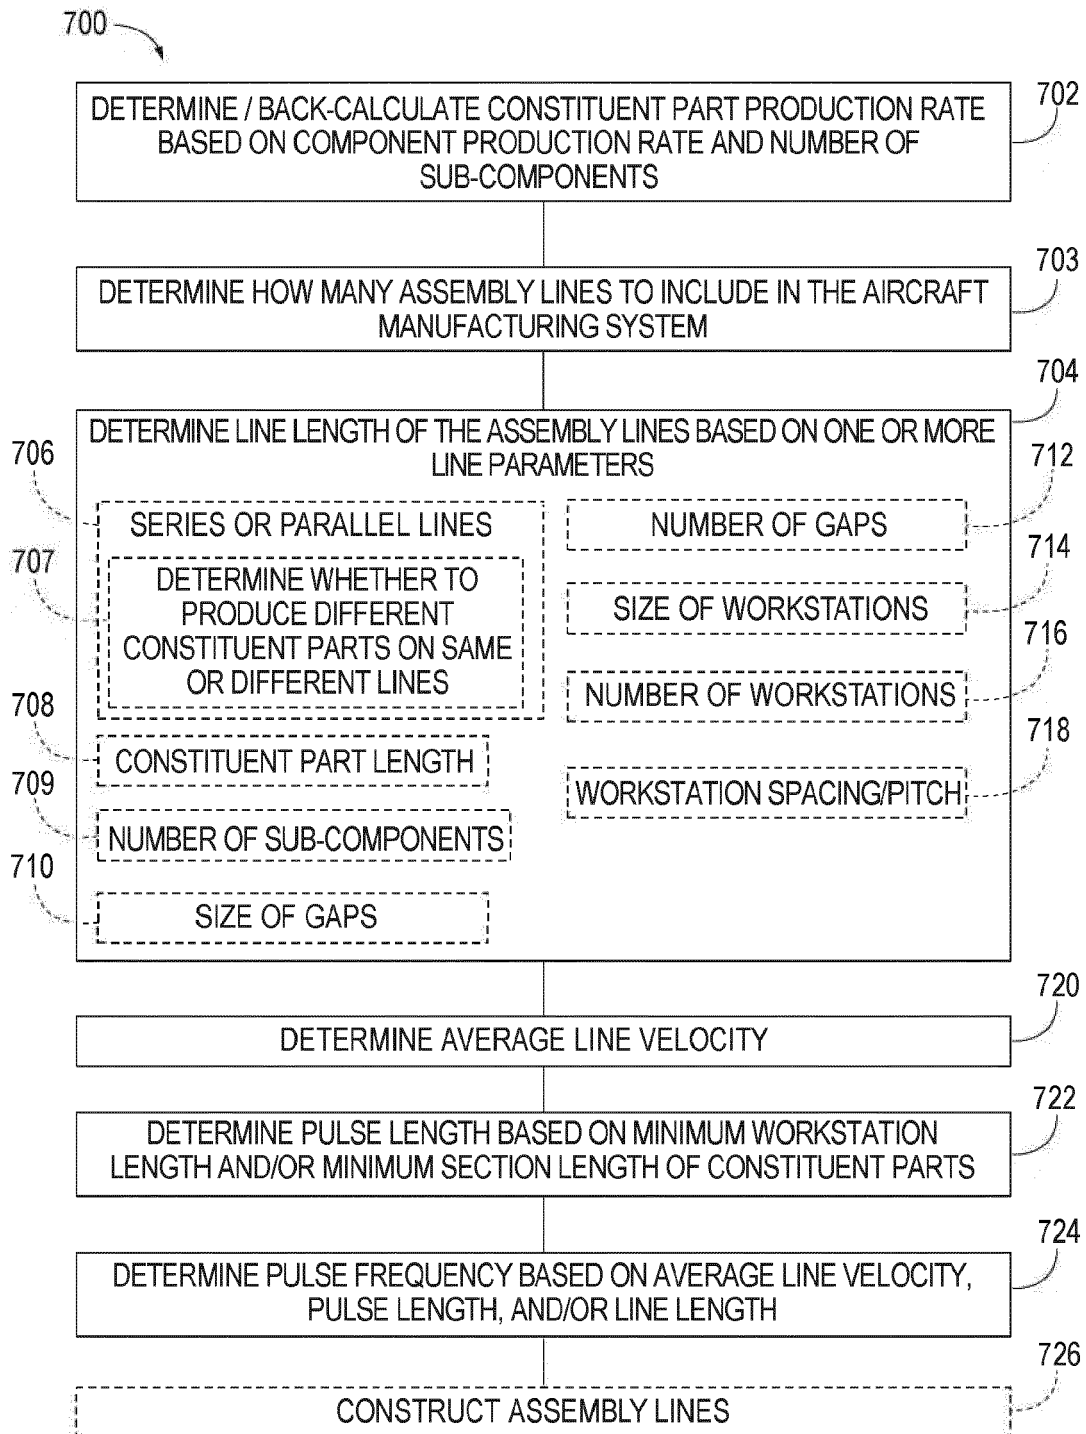 700
DETERMINE / BACK-CALCULATE CONSTITUENT PART PRODUCTION RATE
BASED ON COMPONENT PRODUCTION RATE AND NUMBER OF
SUB-COMPONENTS
702
DETERMINE HOW MANY ASSEMBLY LINES TO INCLUDE IN THE AIRCRAFT
MANUFACTURING SYSTEM
703
704
DETERMINE LINE LENGTH OF THE ASSEMBLY LINES BASED ON ONE OR MORE
LINE PARAMETERS
706
SERIES OR PARALLEL LINES
707
DETERMINE WHETHER TO
PRODUCE DIFFERENT
CONSTITUENT PARTS ON SAME
OR DIFFERENT LINES
708
CONSTITUENT PART LENGTH
709
NUMBER OF SUB-COMPONENTS
710
SIZE OF GAPS
712
NUMBER OF GAPS
714
SIZE OF WORKSTATIONS
716
NUMBER OF WORKSTATIONS
718
WORKSTATION SPACING/PITCH
720
DETERMINE AVERAGE LINE VELOCITY
722
DETERMINE PULSE LENGTH BASED ON MINIMUM WORKSTATION
LENGTH AND/OR MINIMUM SECTION LENGTH OF CONSTITUENT PARTS
724
DETERMINE PULSE FREQUENCY BASED ON AVERAGE LINE VELOCITY,
PULSE LENGTH, AND/OR LINE LENGTH
726
CONSTRUCT ASSEMBLY LINES